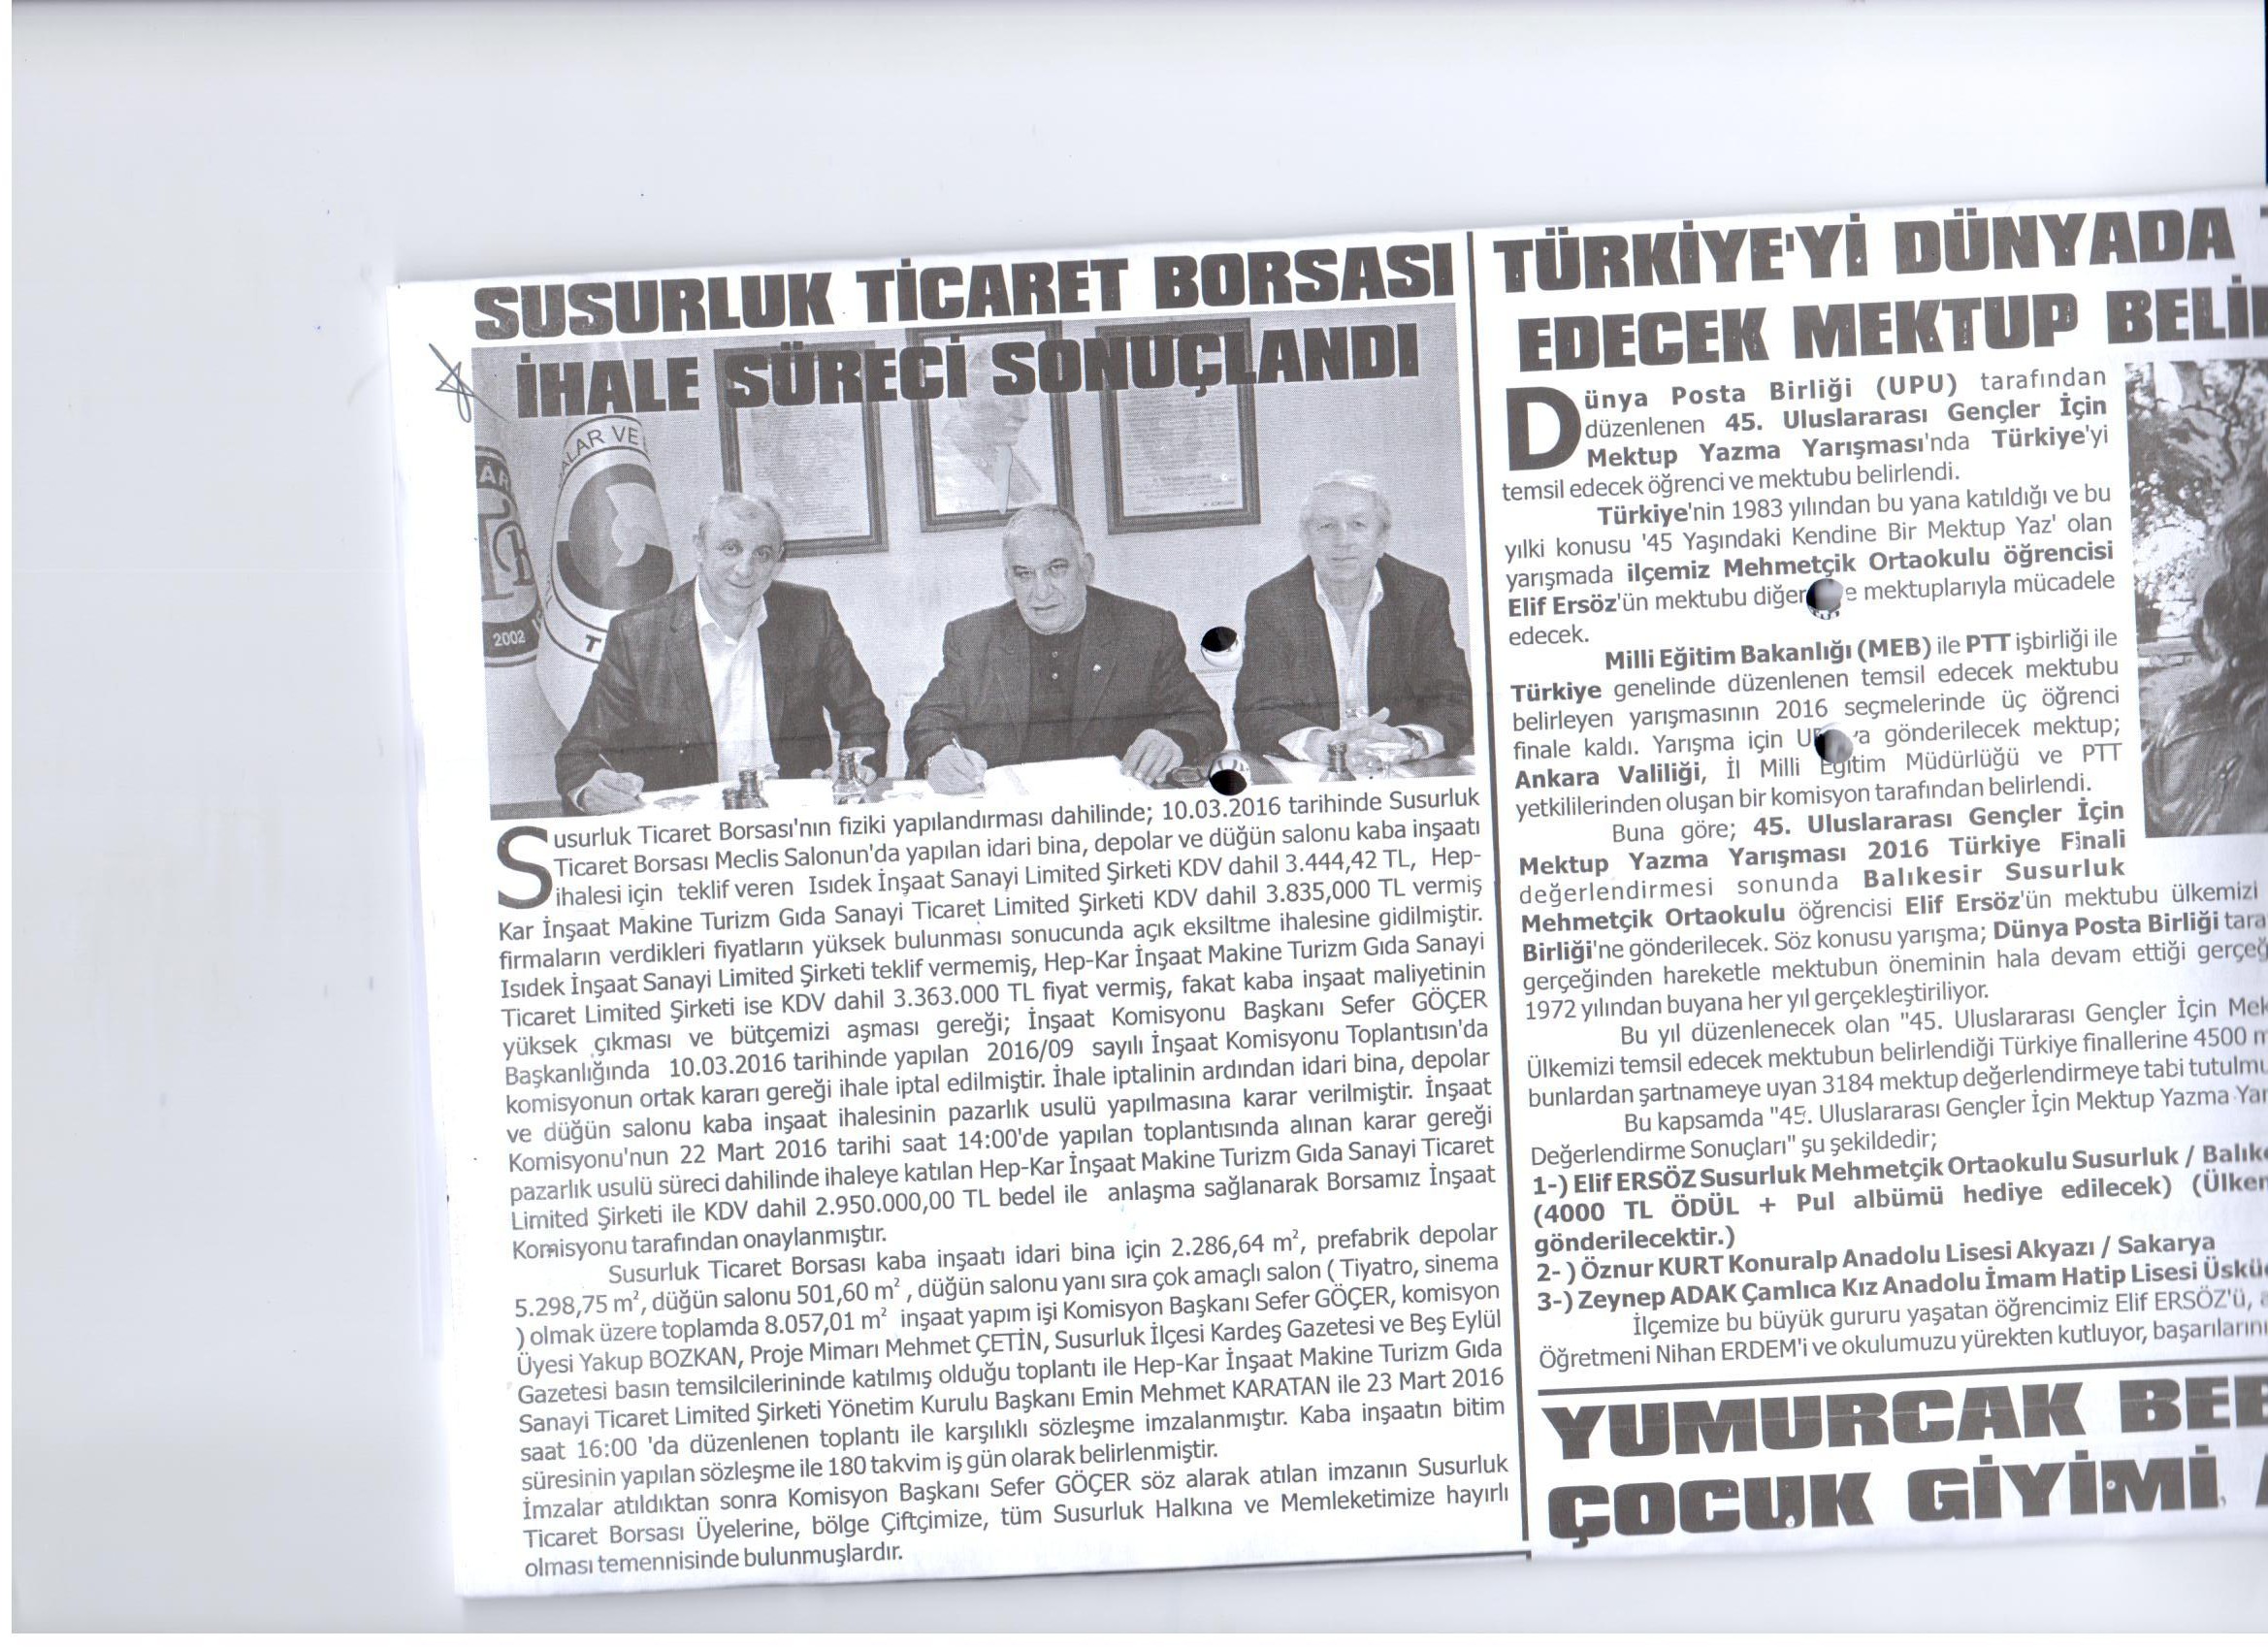 SUSURLUK TİCARET BORSASI
İHALE SÜRECİ SONUÇLANDI
ALAR VE
AR
2002
T
Susurluk Ticaret Borsası'nın fiziki yapılandırması dahilinde; 10.03.2016 tarihinde Susurluk
Ticaret Borsası Meclis Salonun'da yapılan idari bina, depolar ve düğün salonu kaba inşaatı
ihalesi için teklif veren Isıdek İnşaat Sanayi Limited Şirketi KDV dahil 3.444,42 TL, Hep-
Kar İnşaat Makine Turizm Gıda Sanayi Ticaret Limited Şirketi KDV dahil 3.835,000 TL vermiş
firmaların verdikleri fiyatların yüksek bulunması sonucunda açık eksiltme ihalesine gidilmiştir.
Isıdek İnşaat Sanayi Limited Şirketi teklif vermemiş, Hep-Kar İnşaat Makine Turizm Gıda Sanayi
Ticaret Limited Şirketi ise KDV dahil 3.363.000 TL fiyat vermiş, fakat kaba inşaat maliyetinin
yüksek çıkması ve bütçemizi aşması gereği; İnşaat Komisyonu Başkanı Sefer GÖÇER
Başkanlığında 10.03.2016 tarihinde yapılan 2016/09 sayılı İnşaat Komisyonu Toplantısın'da
komisyonun ortak kararı gereği ihale iptal edilmiştir. İhale iptalinin ardından idari bina, depolar
ve düğün salonu kaba inşaat ihalesinin pazarlık usulü yapılmasına karar verilmiştir. İnşaat
Komisyonu'nun 22 Mart 2016 tarihi saat 14:00'de yapılan toplantısında alınan karar gereği
pazarlık usulü süreci dahilinde ihaleye katılan Hep-Kar İnşaat Makine Turizm Gıda Sanayi Ticaret
Limited Şirketi ile KDV dahil 2.950.000,00 TL bedel ile anlaşma sağlanarak Borsamız İnşaat
Komisyonu tarafından onaylanmıştır.
Susurluk Ticaret Borsası kaba inşaatı idari bina için 2.286,64 m², prefabrik depolar
5.298,75 m², düğün salonu 501,60 m² , düğün salonu yanı sıra çok amaçlı salon ( Tiyatro, sinema
) olmak üzere toplamda 8.057,01 m² inşaat yapım işi Komisyon Başkanı Sefer GÖÇER, komisyon
Üyesi Yakup BOZKAN, Proje Mimarı Mehmet ÇETİN, Susurluk İlçesi Kardeş Gazetesi ve Beş Eylül
Gazetesi basın temsilcilerininde katılmış olduğu toplantı ile Hep-Kar İnşaat Makine Turizm Gıda
Sanayi Ticaret Limited Şirketi Yönetim Kurulu Başkanı Emin Mehmet KARATAN ile 23 Mart 2016
saat 16:00 'da düzenlenen toplantı ile karşılıklı sözleşme imzalanmıştır. Kaba inşaatın bitim
süresinin yapılan sözleşme ile 180 takvim iş gün olarak belirlenmiştir.
İmzalar atıldıktan sonra Komisyon Başkanı Sefer GÖÇER söz alarak atılan imzanın Susurluk
Ticaret Borsası Üyelerine, bölge Çiftçimize, tüm Susurluk Halkına ve Memleketimize hayırlı
olması temennisinde bulunmuşlardır.
TÜRKİYE'Yİ DÜNYADA
EDECEK MEKTUP BELİ
Dünya Posta Birliği (UPU) tarafından
düzenlenen 45. Uluslararası Gençler İçin
Mektup Yazma Yarışması'nda Türkiye'yi
temsil edecek öğrenci ve mektubu belirlendi.
Türkiye'nin 1983 yılından bu yana katıldığı ve bu
yılki konusu '45 Yaşındaki Kendine Bir Mektup Yaz' olan
yarışmada ilçemiz Mehmetçik Ortaokulu öğrencisi
Elif Ersöz'ün mektubu diğer e mektuplarıyla mücadele
edecek.
Milli Eğitim Bakanlığı (MEB) ile PTT işbirliği ile
Türkiye genelinde düzenlenen temsil edecek mektubu
belirleyen yarışmasının 2016 seçmelerinde üç öğrenci
finale kaldı. Yarışma için U 'a gönderilecek mektup;
Ankara Valiliği, İl Milli Eğitim Müdürlüğü ve PTT
yetkililerinden oluşan bir komisyon tarafından belirlendi.
Buna göre; 45. Uluslararası Gençler İçin
Mektup Yazma Yarışması 2016 Türkiye Finali
değerlendirmesi sonunda Balıkesir Susurluk
Mehmetçik Ortaokulu öğrencisi Elif Ersöz'ün mektubu ülkemizi
Birliği'ne gönderilecek. Söz konusu yarışma; Dünya Posta Birliği tara
gerçeğinden hareketle mektubun öneminin hala devam ettiği gerçeğ
1972 yılından buyana her yıl gerçekleştiriliyor.
Bu yıl düzenlenecek olan "45. Uluslararası Gençler İçin Mek
Ülkemizi temsil edecek mektubun belirlendiği Türkiye finallerine 4500 m
bunlardan şartnameye uyan 3184 mektup değerlendirmeye tabi tutulmu
Bu kapsamda "45. Uluslararası Gençler İçin Mektup Yazma Yar
Değerlendirme Sonuçları" şu şekildedir;
1-) Elif ERSÖZ Susurluk Mehmetçik Ortaokulu Susurluk / Balıke
(4000 TL ÖDÜL + Pul albümü hediye edilecek) (Ülkem
gönderilecektir.)
2- ) Öznur KURT Konuralp Anadolu Lisesi Akyazı / Sakarya
3-) Zeynep ADAK Çamlıca Kız Anadolu İmam Hatip Lisesi Üskü
İlçemize bu büyük gururu yaşatan öğrencimiz Elif ERSÖZ'ü,
Öğretmeni Nihan ERDEM'i ve okulumuzu yürekten kutluyor, başarılarını
YUMURCAK BEB
ÇOCUK GİYİMİ